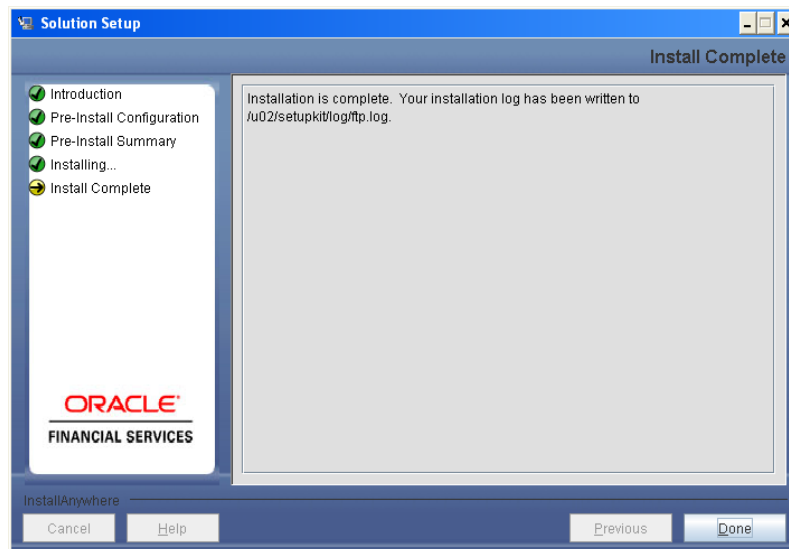 Solution Setup
Install Complete
Introduction
Pre-Install Configuration
Pre-Install Summary
Installing...
Install Complete
Installation is complete. Your installation log has been written to
/u02/setupkit/log/ftp.log.
ORACLE
FINANCIAL SERVICES
InstallAnywhere
Cancel
Help
Previous
Done